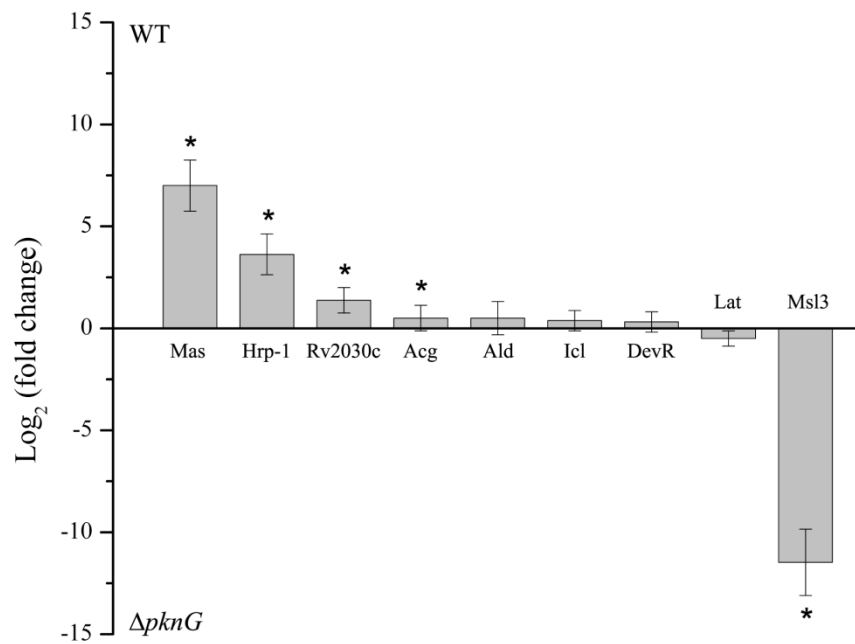 WT
15
10
5
0
-5
-10
-15
Log₂ (fold change)
*
*
*
*
Lat
Msl3
Mas
Hrp-1
Rv2030c
Acg
Ald
Icl
DevR
*
ΔpknG